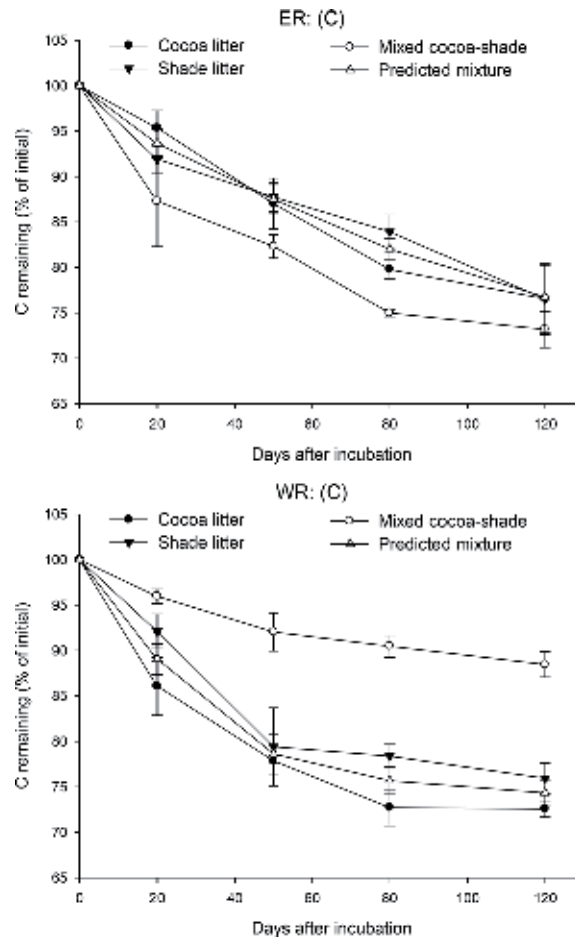 ER: (C)
Cocoa litter
Mixed cocoa-shade
Shade litter
Predicted mixture
C remaining (% of initial)
105
100
95
90
85
80
75
70
65
0 20 40 60 80 100 120
Days after incubation
WR: (C)
Cocoa litter
Mixed cocoa-shade
Shade litter
Predicted mixture
C remaining (% of initial)
105
100
95
90
85
80
75
70
65
0 20 40 60 80 100 120
Days after incubation